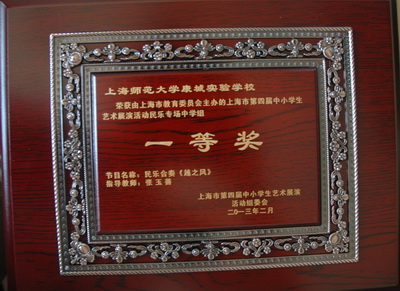 上海师范大学康城实验学校
荣获由上海市教育委员会主办的上海市第四届中小学生
艺术展演活动民乐专场中学组
一等奖
节目名称：民乐合奏《越之风》
指导教师：张玉善
上海市第四届中小学生艺术展演
活动组委会
二〇一三年二月